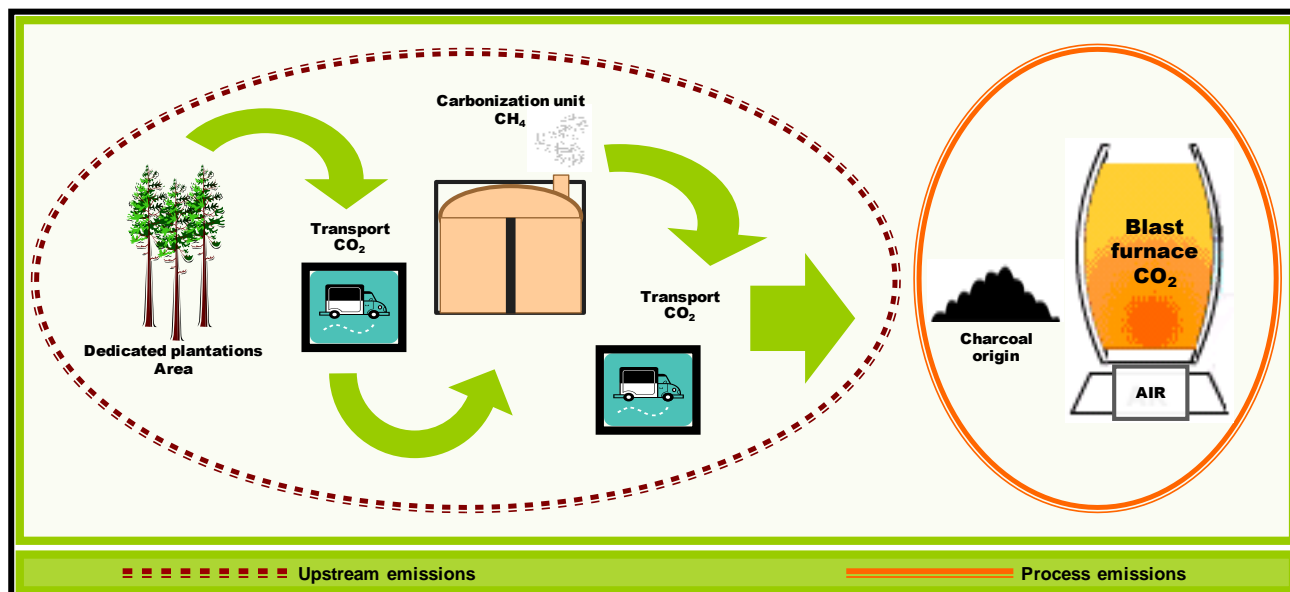 Carbonization unit
CH₄
Transport
CO₂
Dedicated plantations
Area
Transport
CO₂
Charcoal
origin
Blast
furnace
CO₂
AIR
Upstream emissions
Process emissions